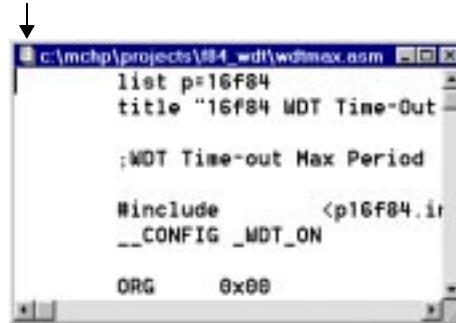 c:\mchp\projects\f84_wdt\wdtmax.asm
list p=16f84
title "16f84 WDT Time-Out
;WDT Time-out Max Period
#include <p16f84.in
__CONFIG _WDT_ON
ORG 0x00